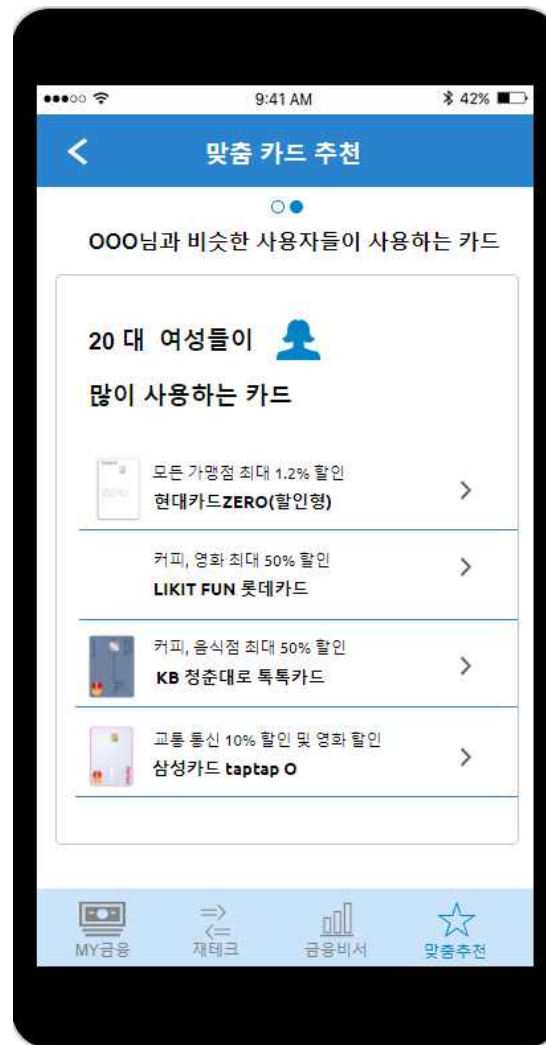 9:41 AM
42%
맞춤 카드 추천
OOO님과 비슷한 사용자들이 사용하는 카드
20 대 여성들이
많이 사용하는 카드
모든 가맹점 최대 1.2% 할인
현대카드ZERO(할인형)
커피, 영화 최대 50% 할인
LIKIT FUN 롯데카드
커피, 음식점 최대 50% 할인
KB 청춘대로 톡톡카드
교통 통신 10% 할인 및 영화 할인
삼성카드 taptap O
MY금융
재테크
금융비서
맞춤추천